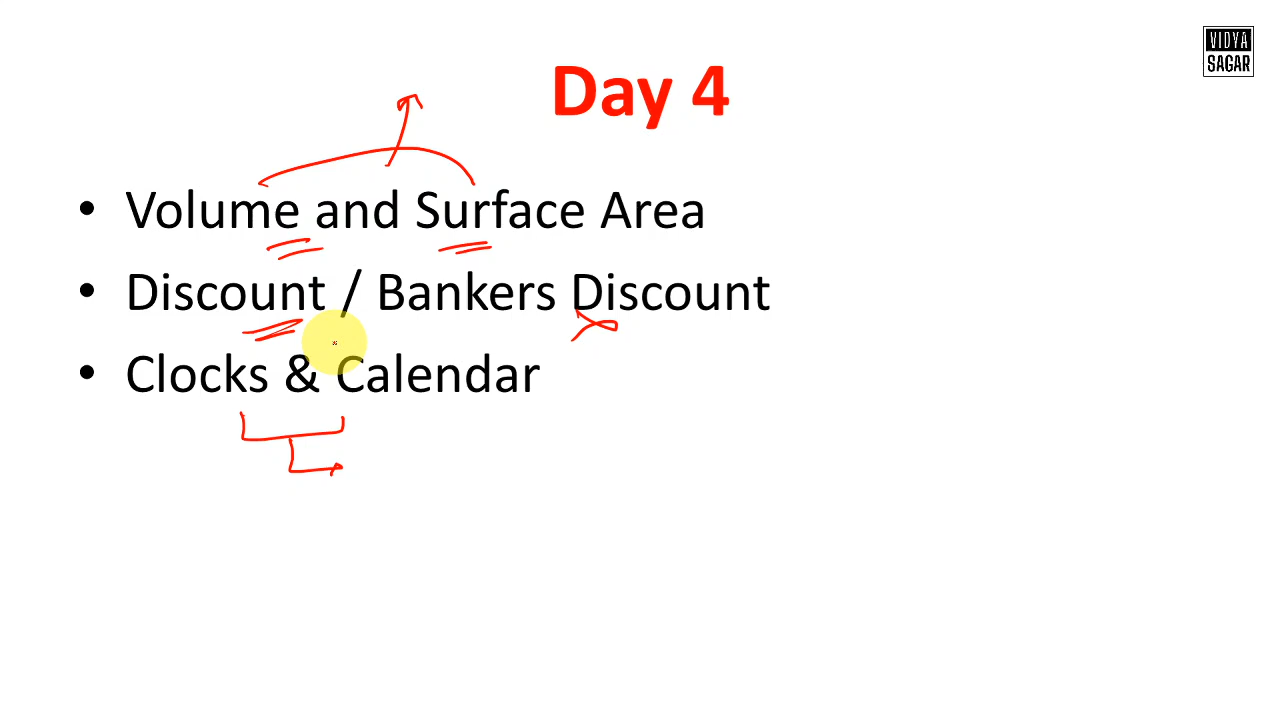 VIDYA
SAGAR
Day 4
• Volume and Surface Area
• Discount / Bankers Discount
• Clocks & Calendar